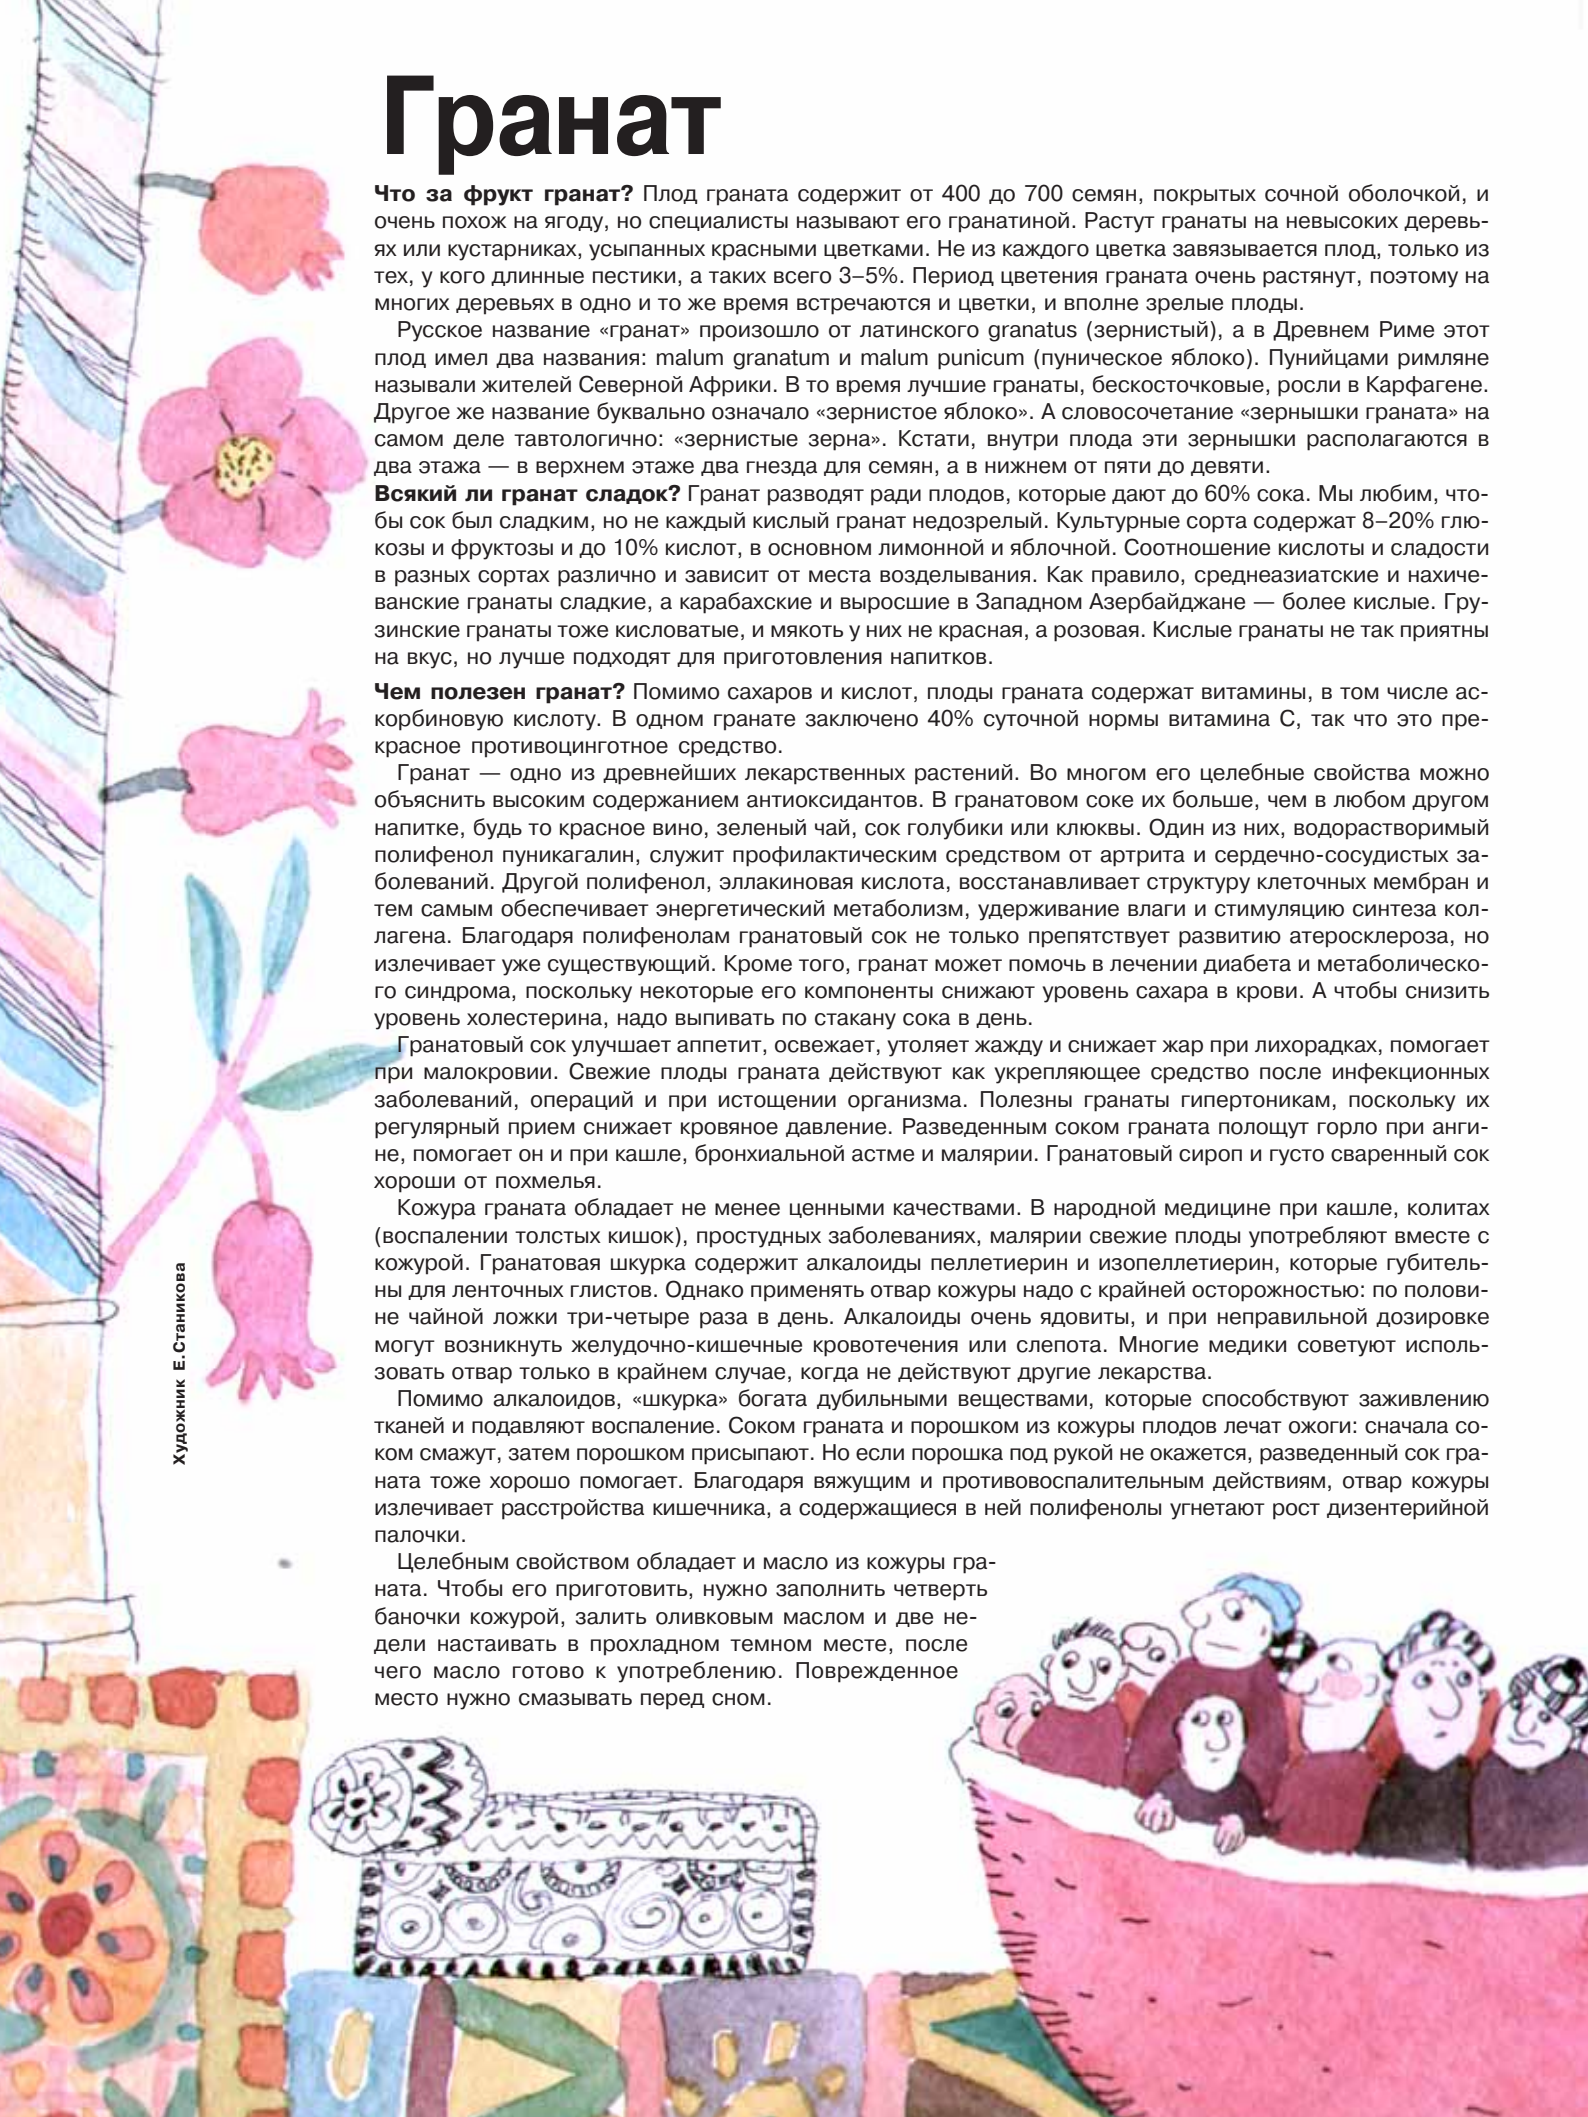 Гранат
Что за фрукт гранат? Плод граната содержит от 400 до 700 семян, покрытых сочной оболочкой, и
очень похож на ягоду, но специалисты называют его гранатиной. Растут гранаты на невысоких деревь-
ях или кустарниках, усыпанных красными цветками. Не из каждого цветка завязывается плод, только из
тех, у кого длинные пестики, а таких всего 3–5%. Период цветения граната очень растянут, поэтому на
многих деревьях в одно и то же время встречаются и цветки, и вполне зрелые плоды.
Русское название «гранат» произошло от латинского granatus (зернистый), а в Древнем Риме этот
плод имел два названия: malum granatum и malum punicum (пуническое яблоко). Пунийцами римляне
называли жителей Северной Африки. В то время лучшие гранаты, бескосточковые, росли в Карфагене.
Другое же название буквально означало «зернистое яблоко». А словосочетание «зернышки граната» на
самом деле тавтологично: «зернистые зерна». Кстати, внутри плода эти зернышки располагаются в
два этажа — в верхнем этаже два гнезда для семян, а в нижнем от пяти до девяти.
Всякий ли гранат сладок? Гранат разводят ради плодов, которые дают до 60% сока. Мы любим, что-
бы сок был сладким, но не каждый кислый гранат недозрелый. Культурные сорта содержат 8–20% глю-
козы и фруктозы и до 10% кислот, в основном лимонной и яблочной. Соотношение кислоты и сладости
в разных сортах различно и зависит от места возделывания. Как правило, среднеазиатские и нахиче-
ванские гранаты сладкие, а карабахские и выросшие в Западном Азербайджане — более кислые. Гру-
зинские гранаты тоже кисловатые, и мякоть у них не красная, а розовая. Кислые гранаты не так приятны
на вкус, но лучше подходят для приготовления напитков.
Чем полезен гранат? Помимо сахаров и кислот, плоды граната содержат витамины, в том числе ас-
корбиновую кислоту. В одном гранате заключено 40% суточной нормы витамина С, так что это пре-
красное противоцинготное средство.
Гранат — одно из древнейших лекарственных растений. Во многом его целебные свойства можно
объяснить высоким содержанием антиоксидантов. В гранатовом соке их больше, чем в любом другом
напитке, будь то красное вино, зеленый чай, сок голубики или клюквы. Один из них, водорастворимый
полифенол пуникагалин, служит профилактическим средством от артрита и сердечно-сосудистых за-
болеваний. Другой полифенол, эллакиновая кислота, восстанавливает структуру клеточных мембран и
тем самым обеспечивает энергетический метаболизм, удерживание влаги и стимуляцию синтеза кол-
лагена. Благодаря полифенолам гранатовый сок не только препятствует развитию атеросклероза, но
излечивает уже существующий. Кроме того, гранат может помочь в лечении диабета и метаболическо-
го синдрома, поскольку некоторые его компоненты снижают уровень сахара в крови. А чтобы снизить
уровень холестерина, надо выпивать по стакану сока в день.
Гранатовый сок улучшает аппетит, освежает, утоляет жажду и снижает жар при лихорадках, помогает
при малокровии. Свежие плоды граната действуют как укрепляющее средство после инфекционных
заболеваний, операций и при истощении организма. Полезны гранаты гипертоникам, поскольку их
регулярный прием снижает кровяное давление. Разведенным соком граната полощут горло при анги-
не, помогает он и при кашле, бронхиальной астме и малярии. Гранатовый сироп и густо сваренный сок
хороши от похмелья.
Кожура граната обладает не менее ценными качествами. В народной медицине при кашле, колитах
(воспалении толстых кишок), простудных заболеваниях, малярии свежие плоды употребляют вместе с
кожурой. Гранатовая шкурка содержит алкалоиды пеллетиерин и изопеллетиерин, которые губитель-
ны для ленточных глистов. Однако применять отвар кожуры надо с крайней осторожностью: по полови-
не чайной ложки три-четыре раза в день. Алкалоиды очень ядовиты, и при неправильной дозировке
могут возникнуть желудочно-кишечные кровотечения или слепота. Многие медики советуют исполь-
зовать отвар только в крайнем случае, когда не действуют другие лекарства.
Помимо алкалоидов, «шкурка» богата дубильными веществами, которые способствуют заживлению
тканей и подавляют воспаление. Соком граната и порошком из кожуры плодов лечат ожоги: сначала со-
ком смажут, затем порошком присыпают. Но если порошка под рукой не окажется, разведенный сок гра-
ната тоже хорошо помогает. Благодаря вяжущим и противовоспалительным действиям, отвар кожуры
излечивает расстройства кишечника, а содержащиеся в ней полифенолы угнетают рост дизентерийной
палочки.
Целебным свойством обладает и масло из кожуры гра-
ната. Чтобы его приготовить, нужно заполнить четверть
баночки кожурой, залить оливковым маслом и две не-
дели настаивать в прохладном темном месте, после
чего масло готово к употреблению. Поврежденное
место нужно смазывать перед сном.
Художник Е.Станикова